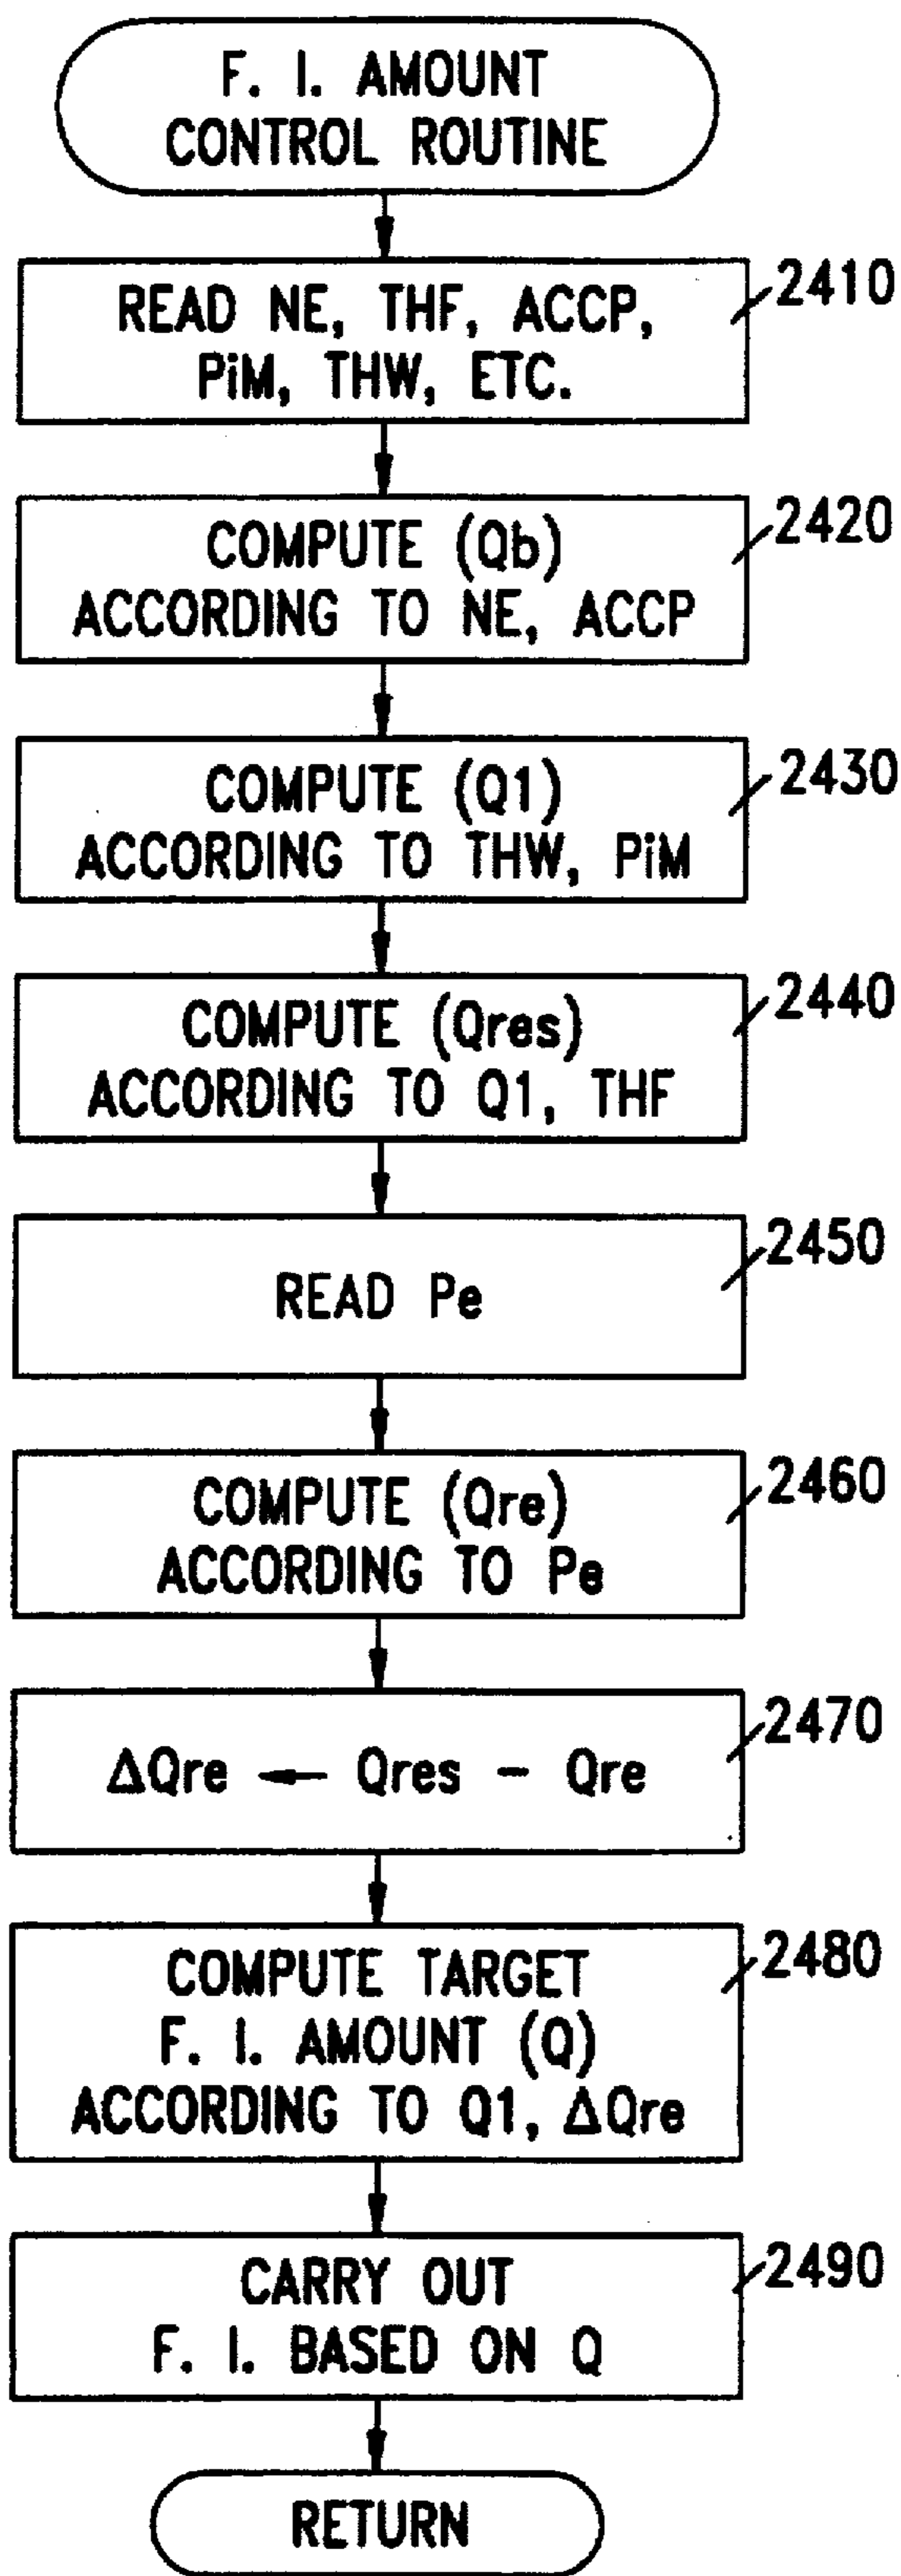 F. I. AMOUNT
CONTROL ROUTINE
READ NE, THF, ACCP,
PiM, THW, ETC.
2410
COMPUTE (Qb)
ACCORDING TO NE, ACCP
2420
COMPUTE (Q1)
ACCORDING TO THW, PiM
2430
COMPUTE (Qres)
ACCORDING TO Q1, THF
2440
READ Pe
2450
COMPUTE (Qre)
ACCORDING TO Pe
2460
ΔQre ← Qres - Qre
2470
COMPUTE TARGET
F. I. AMOUNT (Q)
ACCORDING TO Q1, ΔQre
2480
CARRY OUT
F. I. BASED ON Q
2490
RETURN